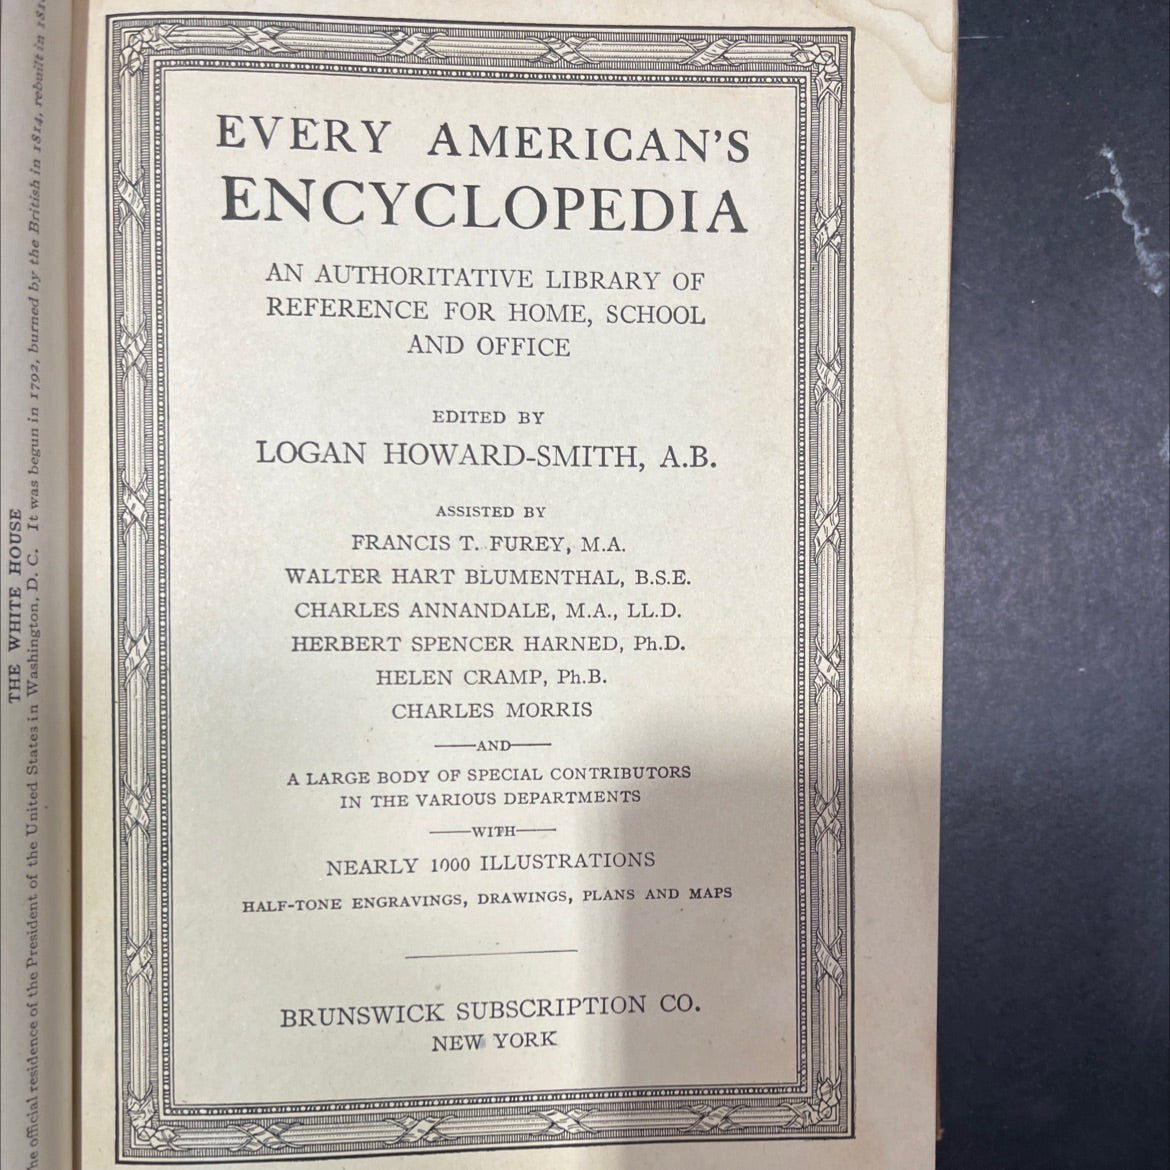 THE WHITE HOUSE
he official residence of the President of the United States in Washington, D. C. It was begun in 1792, burned by the British in 1814, rebuilt in
EVERY AMERICAN'S
ENCYCLOPEDIA
AN AUTHORITATIVE LIBRARY OF
REFERENCE FOR HOME, SCHOOL
AND OFFICE
EDITED BY
LOGAN HOWARD-SMITH, A.B.
ASSISTED BY
FRANCIS T. FUREY, M.A.
WALTER HART BLUMENTHAL, B.S.E.
CHARLES ANNANDALE, M.A., LL.D.
HERBERT SPENCER HARNED, Ph.D.
HELEN CRAMP, Ph.B.
CHARLES MORRIS
AND
A LARGE BODY OF SPECIAL CONTRIBUTORS
IN THE VARIOUS DEPARTMENTS
WITH
NEARLY 1000 ILLUSTRATIONS
HALF-TONE ENGRAVINGS, DRAWINGS, PLANS AND MAPS
BRUNSWICK SUBSCRIPTION CO.
NEW YORK